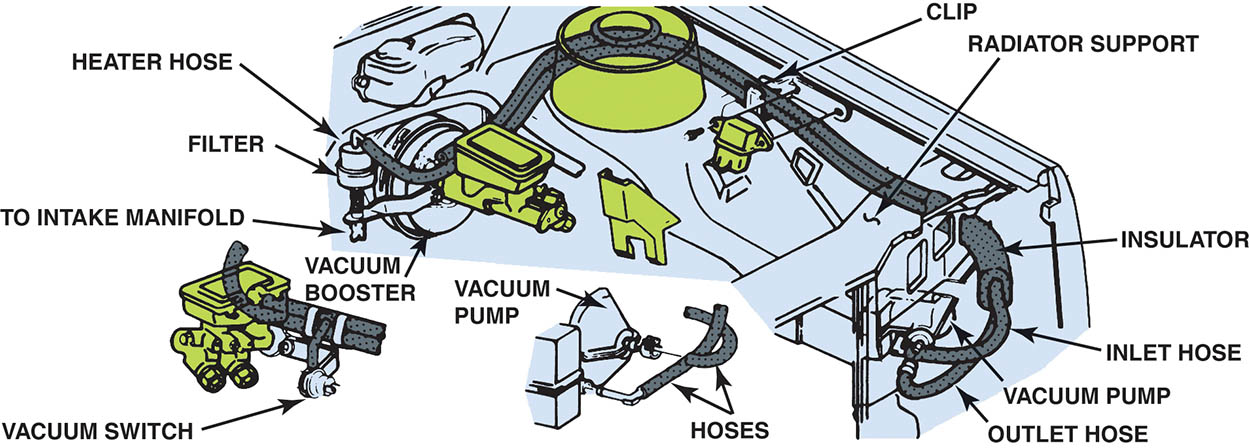 CLIP
RADIATOR SUPPORT
HEATER HOSE
FILTER
TO INTAKE MANIFOLD
VACUUM
BOOSTER
INSULATOR
VACUUM
PUMP
INLET HOSE
VACUUM PUMP
OUTLET HOSE
HOSES
VACUUM SWITCH